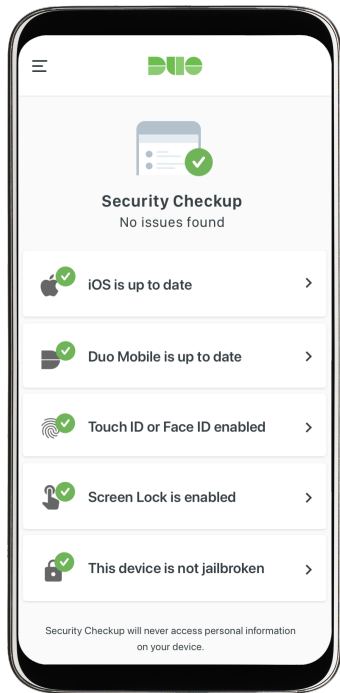 DUO
Security Checkup
No issues found
iOS is up to date
Duo Mobile is up to date
Touch ID or Face ID enabled
Screen Lock is enabled
This device is not jailbroken
Security Checkup will never access personal information
on your device.